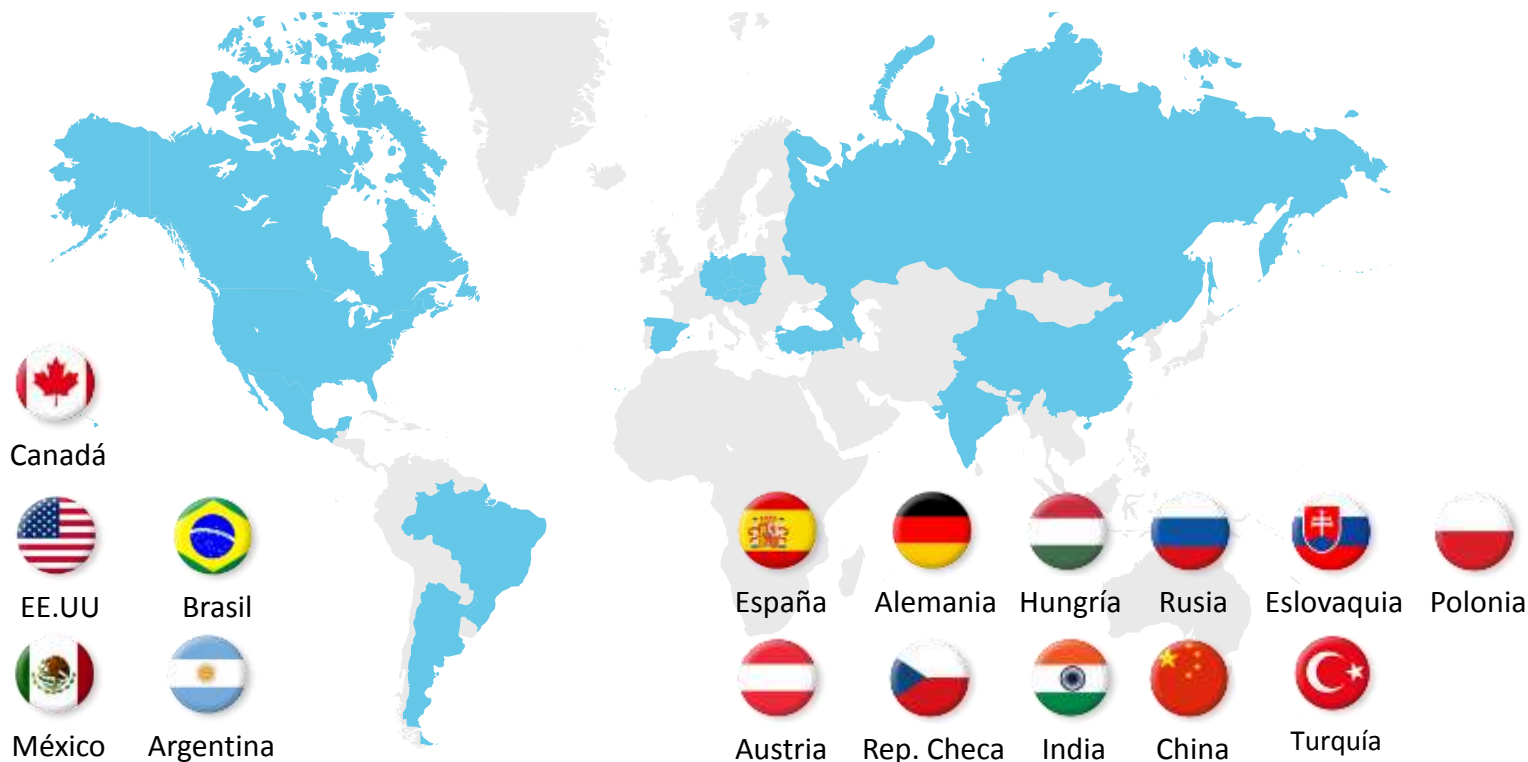 Canadá
EE.UU
Brasil
España
Alemania
Hungría
Rusia
Eslovaquia
Polonia
México
Argentina
Austria
Rep. Checa
India
China
Turquía